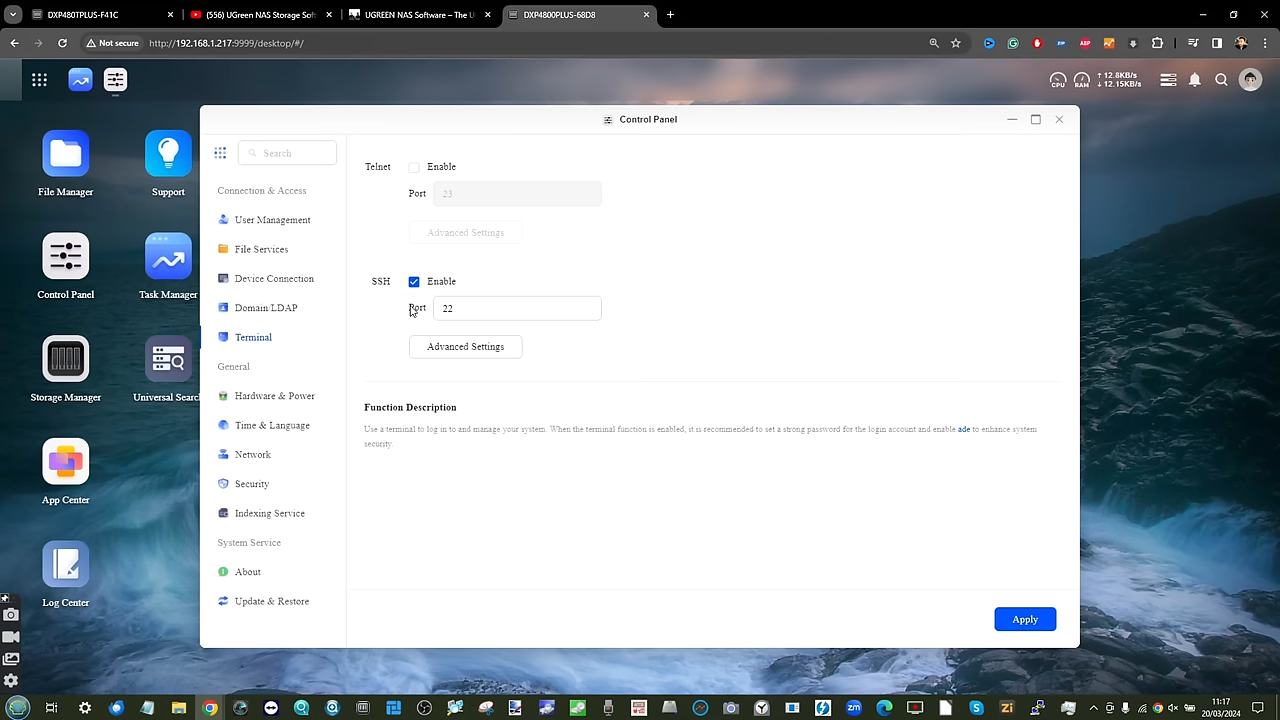 DXP480TPLUS-F41C
(556) UGreen NAS Storage Soft
UGREEN NAS Software – The U
DXP4800PLUS-68D8
Not secure
http://192.168.1.217:9999/desktop/#/
CPU
RAM
↑ 12.8KB/s
↓ 12.15KB/s
File Manager
Support
Control Panel
Task Manager
Storage Manager
Universal Searc
App Center
Log Center
Control Panel
Search
Connection & Access
User Management
File Services
Device Connection
Domain/LDAP
Terminal
General
Hardware & Power
Time & Language
Network
Security
Indexing Service
System Service
About
Update & Restore
Telnet
Enable
Port
23
Advanced Settings
SSH
Enable
Port
22
Advanced Settings
Function Description
Use a terminal to log in to and manage your system. When the terminal function is enabled, it is recommended to set a strong password for the login account and enable ade to enhance system
security.
Apply
11:17
20/03/2024